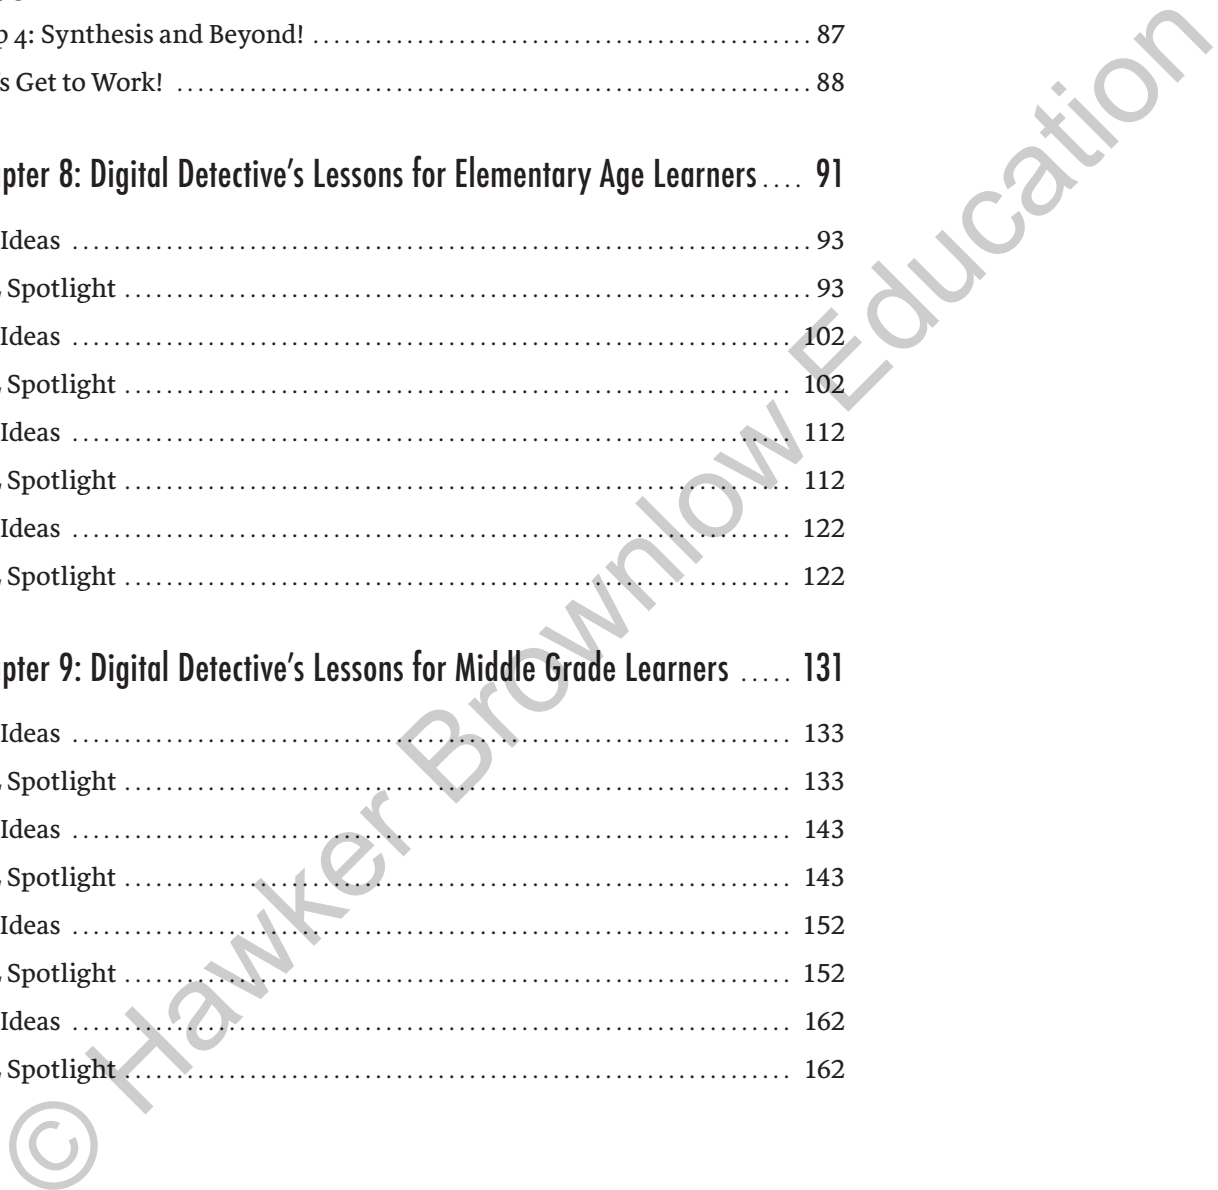 p 4: Synthesis and Beyond! ................................................ 87
's Get to Work! ................................................ 88
pter 8: Digital Detective's Lessons for Elementary Age Learners .... 91
Ideas ................................................ 93
Spotlight ................................................ 93
Ideas ................................................ 102
Spotlight ................................................ 102
Ideas ................................................ 112
Spotlight ................................................ 112
Ideas ................................................ 122
Spotlight ................................................ 122
pter 9: Digital Detective's Lessons for Middle Grade Learners ..... 131
Ideas ................................................ 133
Spotlight ................................................ 133
Ideas ................................................ 143
Spotlight ................................................ 143
Ideas ................................................ 152
Spotlight ................................................ 152
Ideas ................................................ 162
Spotlight ................................................ 162
© Hawker Brownlow Education